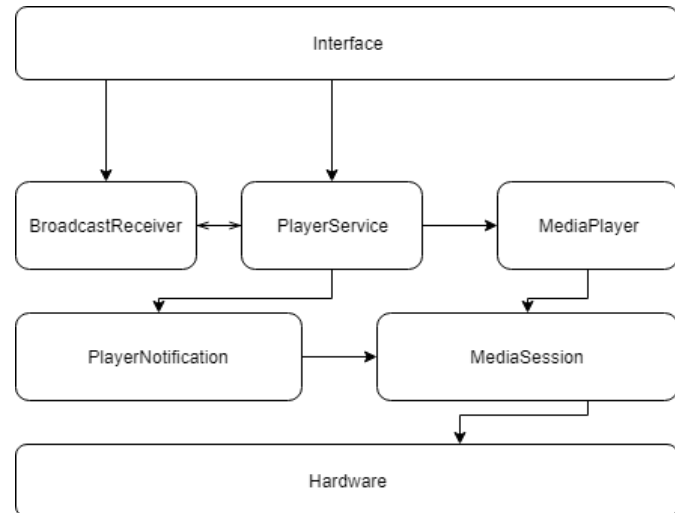 Interface
BroadcastReceiver
PlayerService
MediaPlayer
PlayerNotification
MediaSession
Hardware